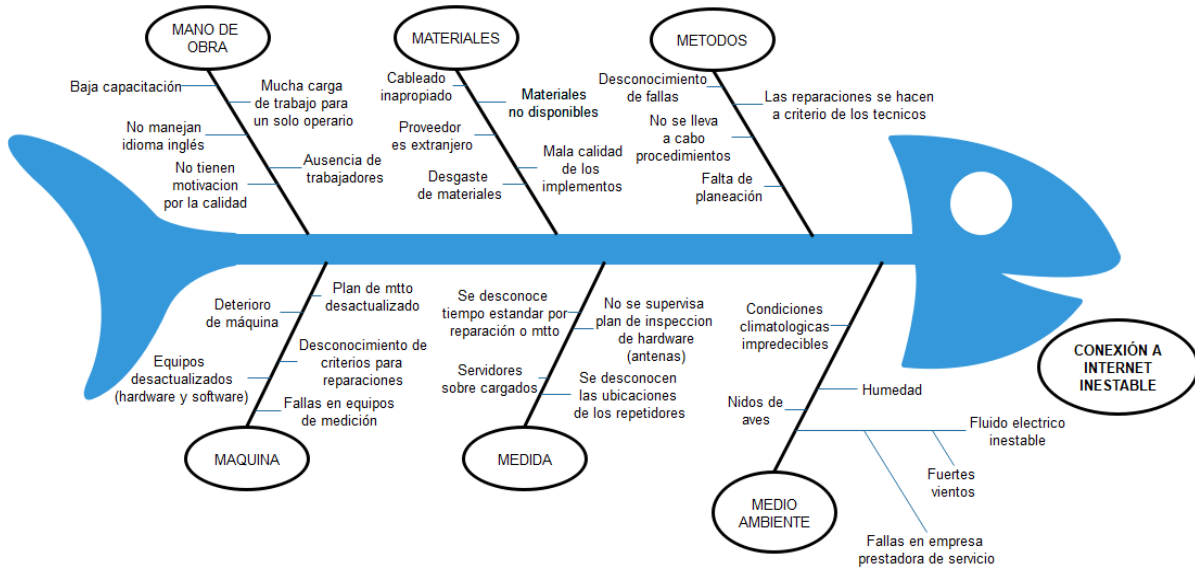 MANO DE
OBRA
Baja capacitación
Mucha carga
de trabajo para
un solo operario
No manejan
idioma inglés
Ausencia de
trabajadores
No tienen
motivacion
por la calidad
MATERIALES
Cableado
inapropiado
Materiales
no disponibles
Proveedor
es extranjero
Mala calidad
de los
implementos
Desgaste
de materiales
METODOS
Desconocimiento
de fallas
Las reparaciones se hacen
a criterio de los tecnicos
No se lleva
a cabo
procedimientos
Falta de
planeación
Plan de mtto
desactualizado
Deterioro
de máquina
Desconocimiento de
criterios para
reparaciones
Equipos
desactualizados
(hardware y software)
Fallas en equipos
de medición
MAQUINA
Se desconoce
tiempo estandar por
reparación o mtto
No se supervisa
plan de inspeccion
de hardware
(antenas)
Servidores
sobre cargados
Se desconocen
las ubicaciones
de los repetidores
MEDIDA
Condiciones
climatologicas
impredecibles
Humedad
Nidos de
aves
Fluido electrico
inestable
Fuertes
vientos
Fallas en empresa
prestadora de servicio
MEDIO
AMBIENTE
CONEXIÓN A
INTERNET
INESTABLE